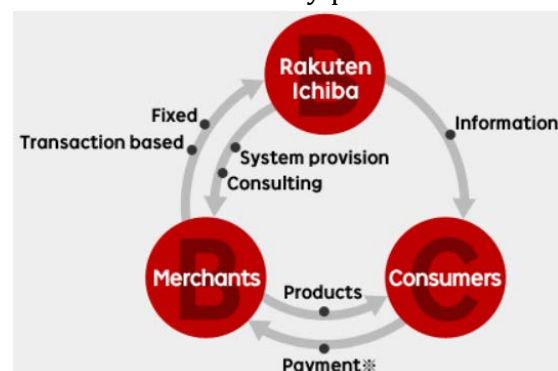 B
Rakuten
Ichiba
Fixed
Transaction based
Information
System provision
Consulting
B
Merchants
C
Consumers
Products
Payment※